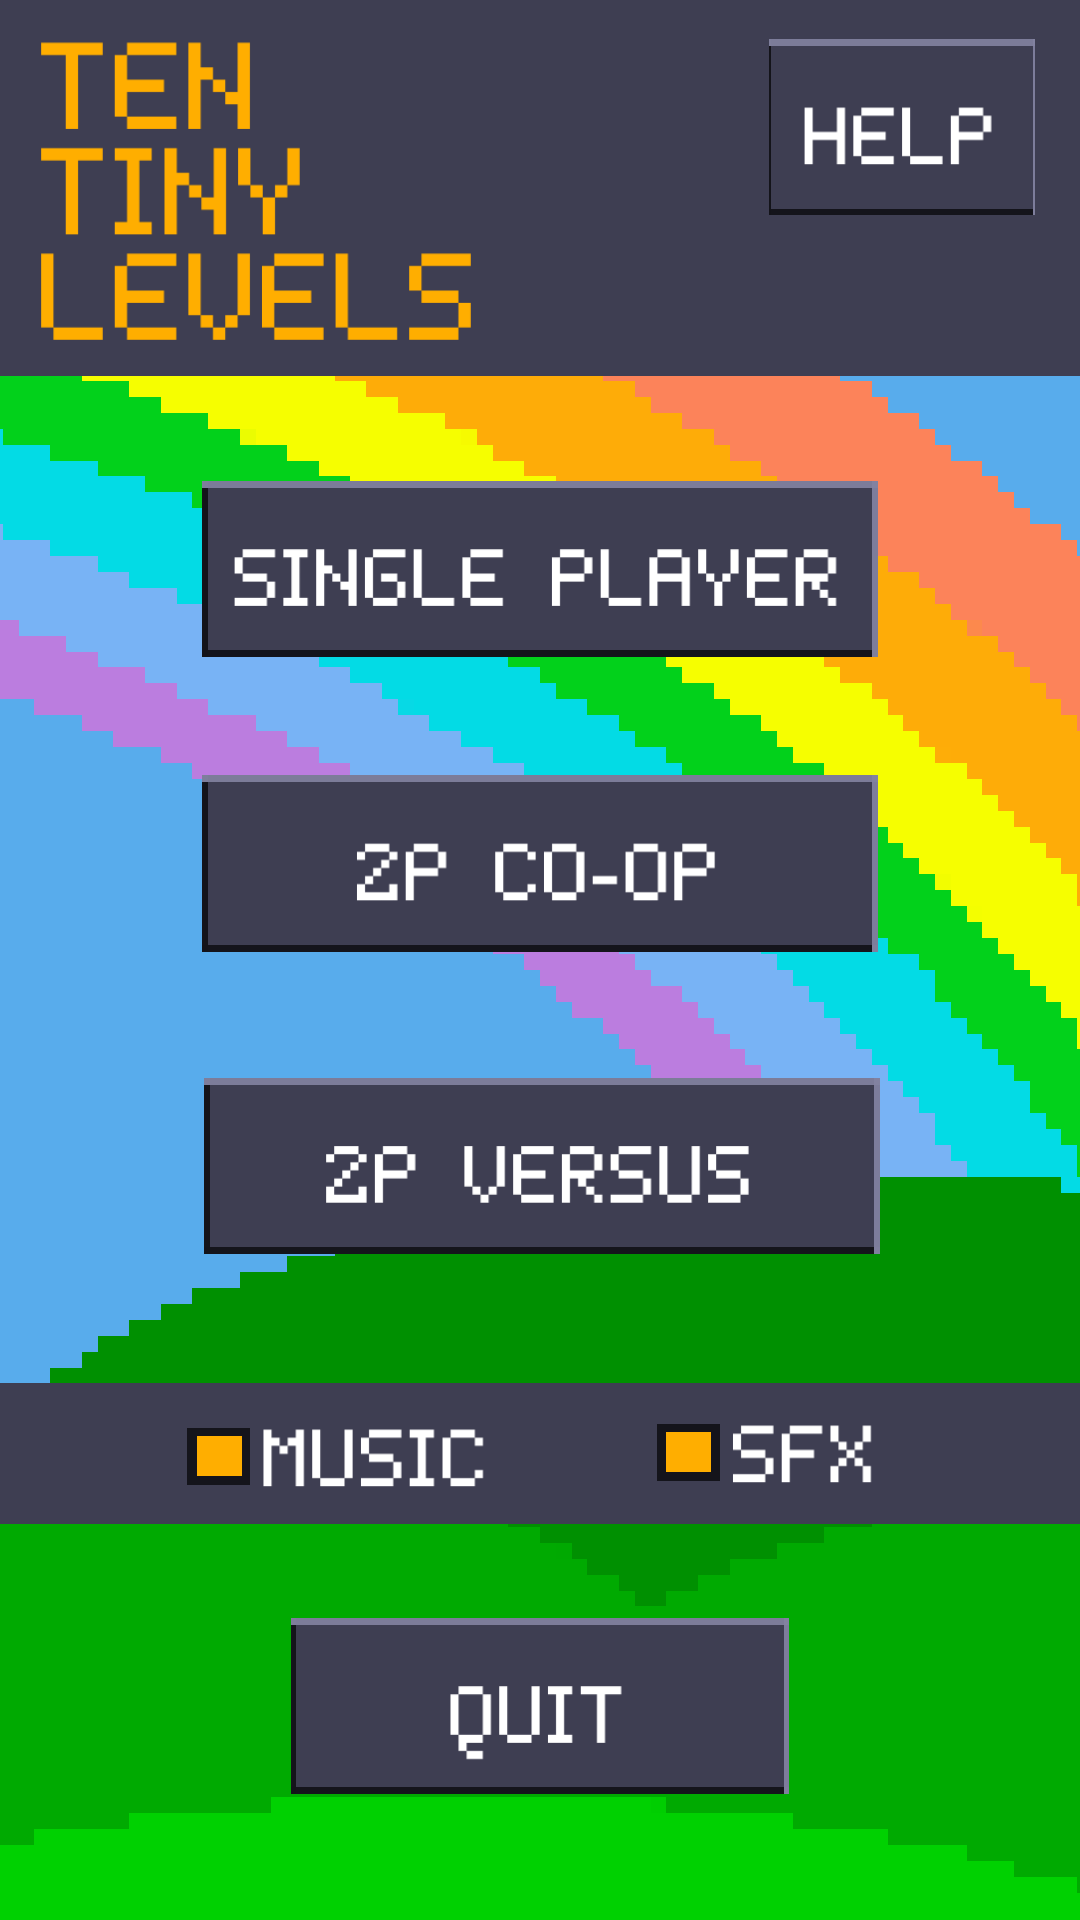 TEN
TINY
LEVELS
HELP
SINGLE PLAYER
2P CO-OP
2P VERSUS
MUSIC
SFX
QUIT